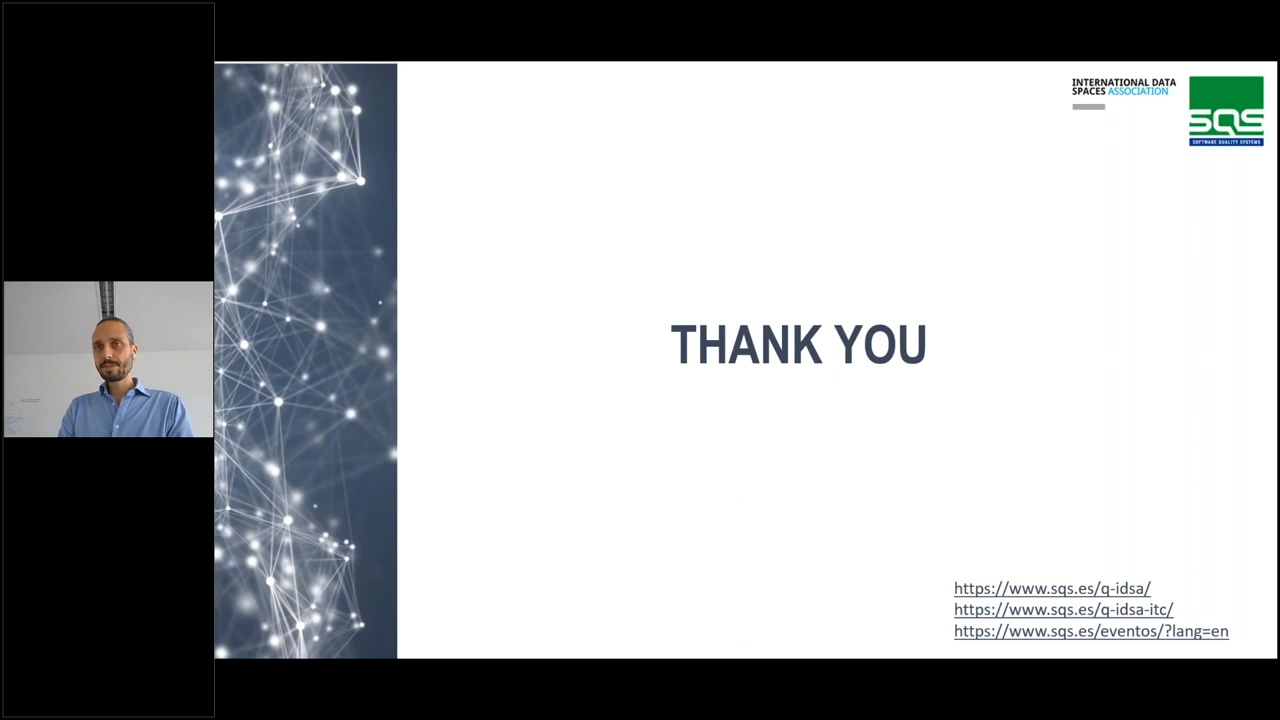 INTERNATIONAL DATA
SPACES ASSOCIATION
SQS
SOFTWARE QUALITY SYSTEMS
THANK YOU
https://www.sqs.es/q-idsa/
https://www.sqs.es/q-idsa-itc/
https://www.sqs.es/eventos/?lang=en